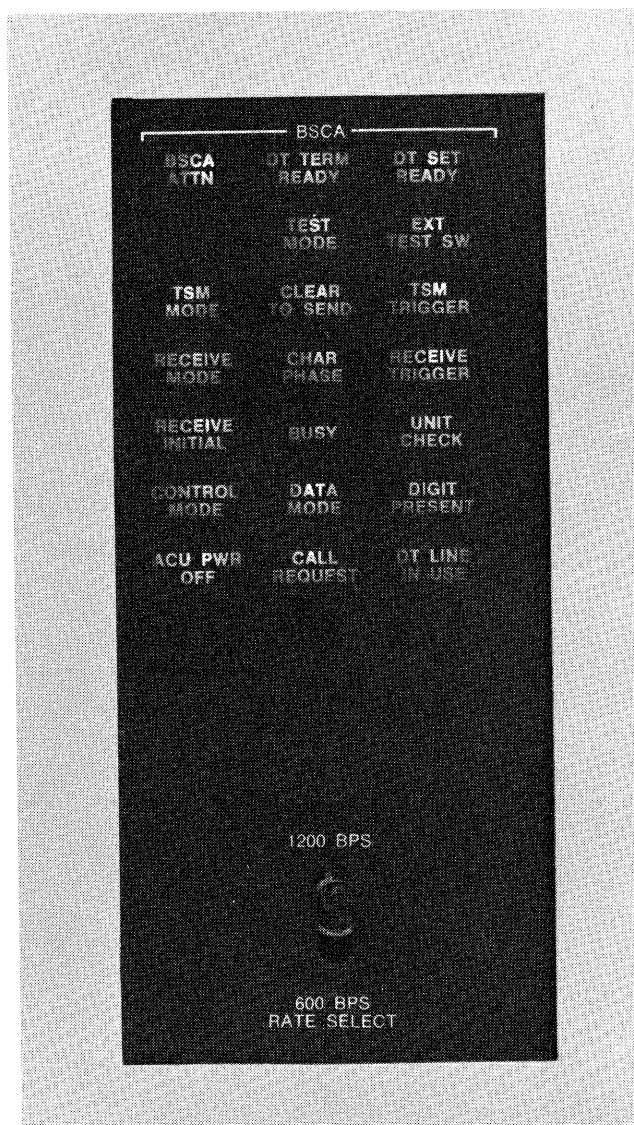 BSCA
BSCA ATTN
DT TERM READY
DT SET READY
TEST MODE
EXT TEST SW
TSM MODE
CLEAR TO SEND
TSM TRIGGER
RECEIVE MODE
CHAR PHASE
RECEIVE TRIGGER
RECEIVE INITIAL
BUSY
UNIT CHECK
CONTROL MODE
DATA MODE
DIGIT PRESENT
ACU PWR OFF
CALL REQUEST
DT LINE IN USE
1200 BPS
600 BPS
RATE SELECT